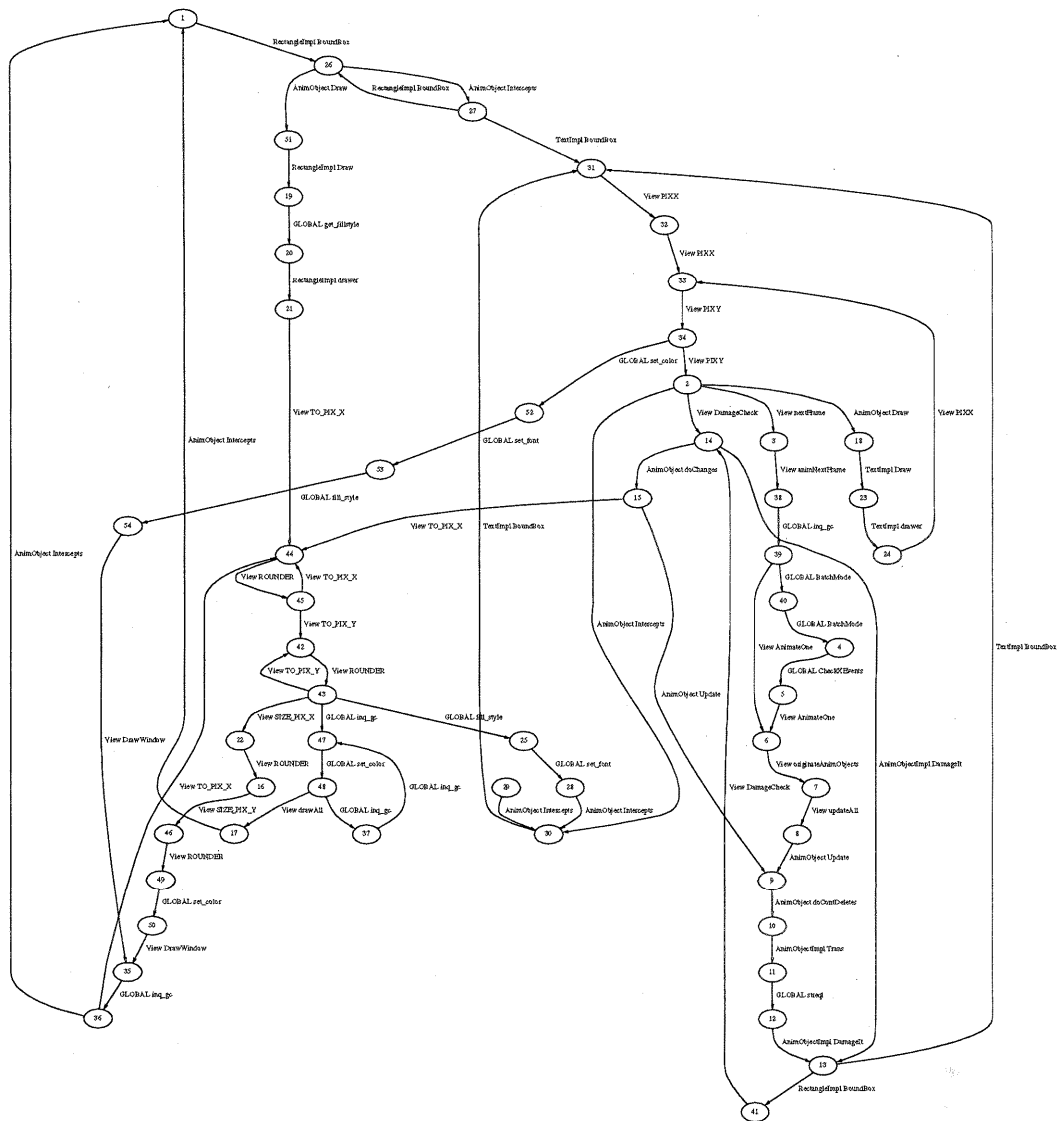 1
RectangleImpl BoundBox
26
AnimObject Draw
RectangleImpl BoundBox
AnimObject Intercepts
27
51
TextImpl BoundBox
RectangleImpl Draw
31
19
View PIXX
GLOBAL get_fillstyle
32
20
View PIXX
RectangleImpl drawer
33
21
View PIXY
34
GLOBAL set_color
View PIXY
2
View TO_PIX_X
52
View DamageCheck
View nextFrame
AnimObject Draw
GLOBAL set_font
14
3
18
AnimObject Intercepts
53
AnimObject doChanges
View animNextFrame
TextImpl Draw
View PIXX
GLOBAL fill_style
15
38
23
54
View TO_PIX_X
TextImpl BoundBox
GLOBAL inq_gc
TextImpl drawer
AnimObject Intercepts
44
39
24
View ROUNDER
View TO_PIX_X
GLOBAL BatchMode
45
40
View TO_PIX_Y
AnimObject Intercepts
GLOBAL BatchMode
42
View AnimateOne
4
TextImpl BoundBox
View TO_PIX_Y
View ROUNDER
GLOBAL CheckXEvents
43
AnimObject Update
5
View SIZE_PIX_X
GLOBAL inq_gc
GLOBAL fill_style
View AnimateOne
22
47
25
6
View DrawWindow
View ROUNDER
GLOBAL set_color
GLOBAL set_font
View originateAnimObjects
AnimObjectImpl DamageIt
View TO_PIX_X
16
48
GLOBAL inq_gc
29
28
View DamageCheck
7
View SIZE_PIX_Y
View drawAll
GLOBAL inq_gc
AnimObject Intercepts
AnimObject Intercepts
View updateAll
46
17
37
30
8
View ROUNDER
AnimObject Update
49
9
GLOBAL set_color
AnimObject doContDeletes
50
10
View DrawWindow
AnimObjectImpl Trans
35
11
GLOBAL inq_gc
GLOBAL streql
36
12
AnimObjectImpl DamageIt
13
RectangleImpl BoundBox
41